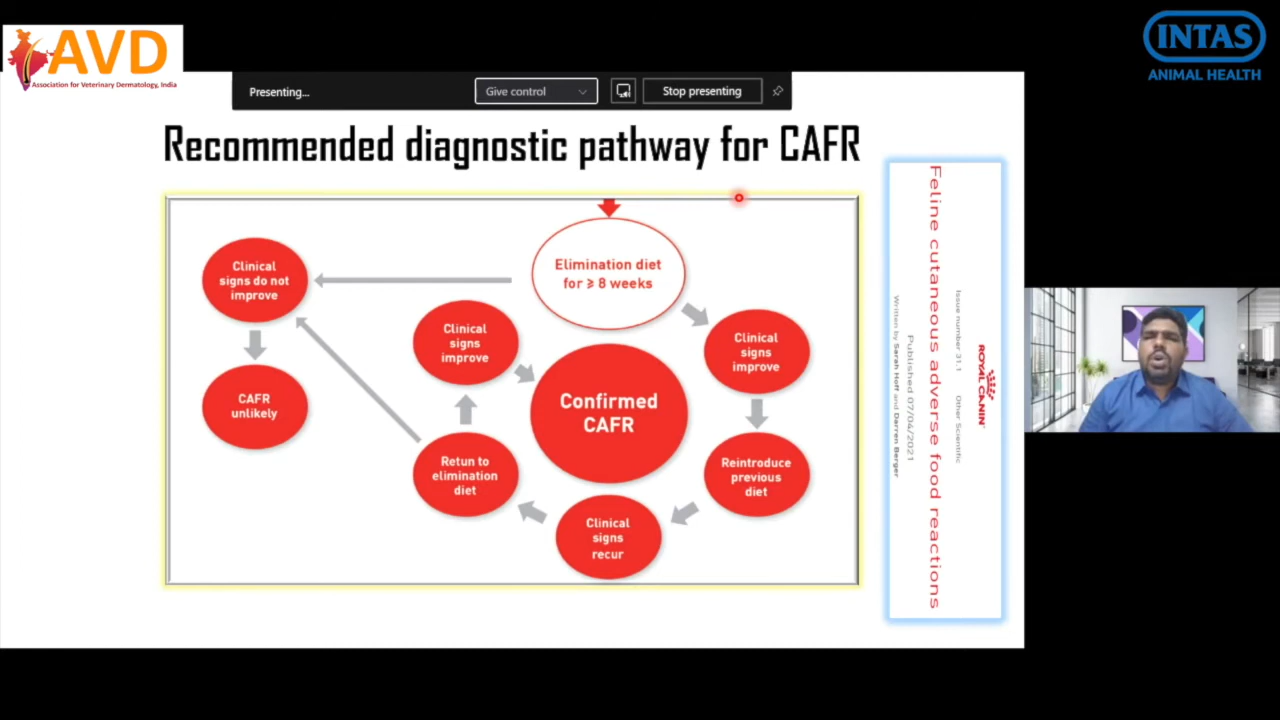 AVD
Association for Veterinary Dermatology, India
INTAS
ANIMAL HEALTH
Presenting...
Give control
Stop presenting
Recommended diagnostic pathway for CAFR
Elimination diet
for ≥ 8 weeks
Clinical
signs do not
improve
Clinical
signs
improve
Clinical
signs
improve
Confirmed
CAFR
CAFR
unlikely
Retun to
elimination
diet
Reintroduce
previous
diet
Clinical
signs
recur
ROYAL CANIN
Issue number 31.1 Other Scientific
Feline cutaneous adverse food reactions
Published 07/04/2021
Written by Sarah Hoff and Darren Berger